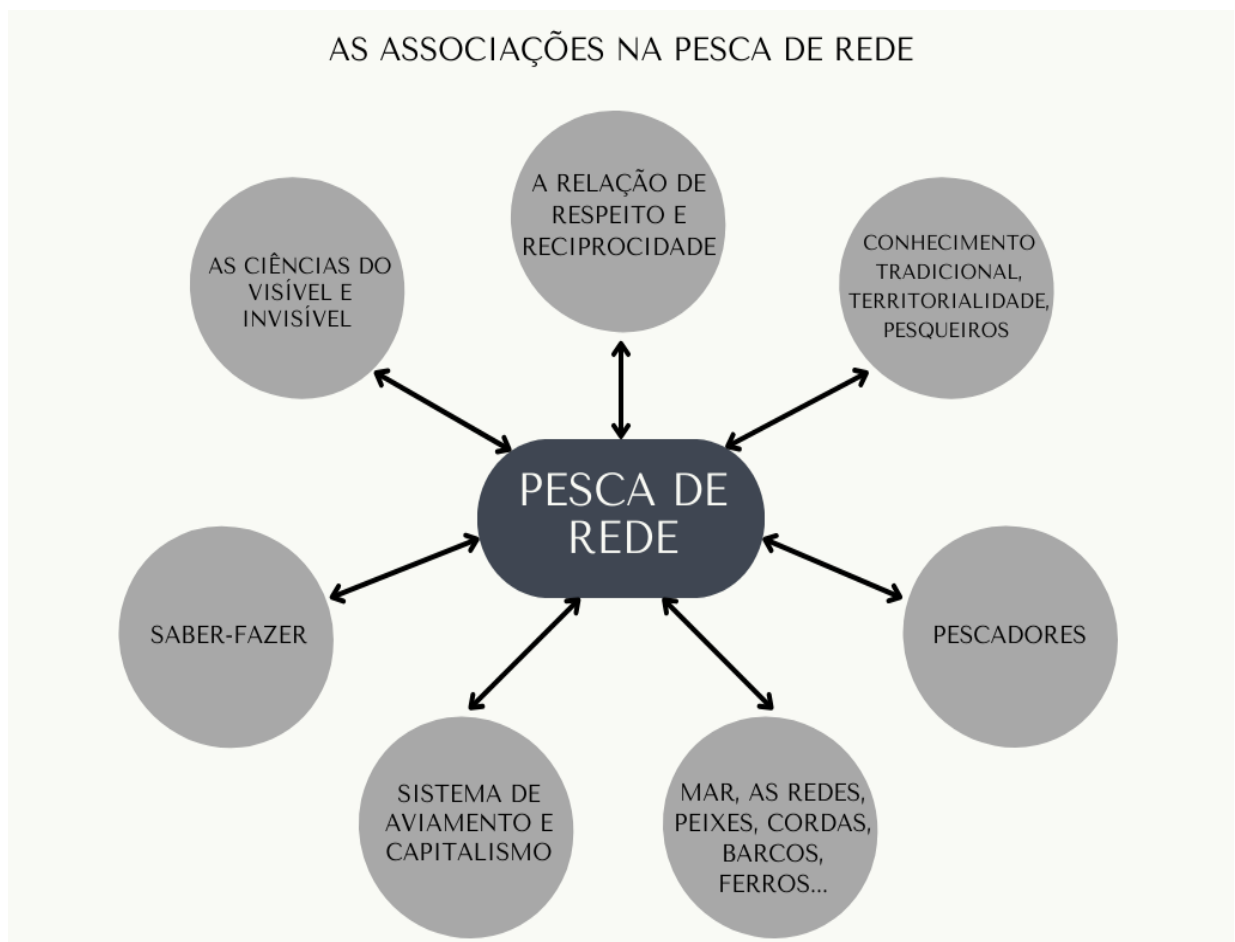 AS ASSOCIAÇÕES NA PESCA DE REDE
A RELAÇÃO DE
RESPEITO E
RECIPROCIDADE
AS CIÊNCIAS DO
VISÍVEL E
INVISÍVEL
CONHECIMENTO
TRADICIONAL,
TERRITORIALIDADE,
PESQUEIROS
PESCA DE
REDE
SABER-FAZER
PESCADORES
SISTEMA DE
AVIAMENTO E
CAPITALISMO
MAR, AS REDES,
PEIXES, CORDAS,
BARCOS,
FERROS...